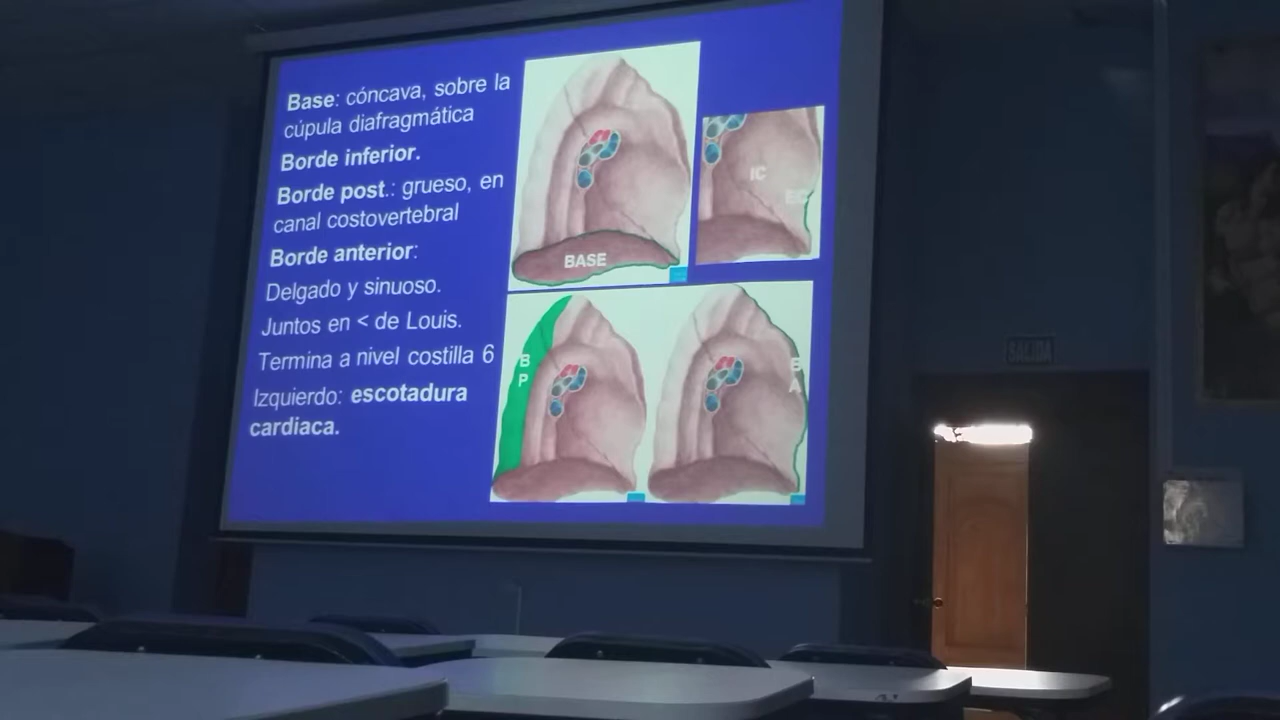 Base: cóncava, sobre la
cúpula diafragmática
Borde inferior.
Borde post.: grueso, en
canal costovertebral
Borde anterior:
Delgado y sinuoso.
Juntos en < de Louis.
Termina a nivel costilla 6
Izquierdo: escotadura
cardiaca.
BASE
IC
EC
B
P
B
A
SALIDA